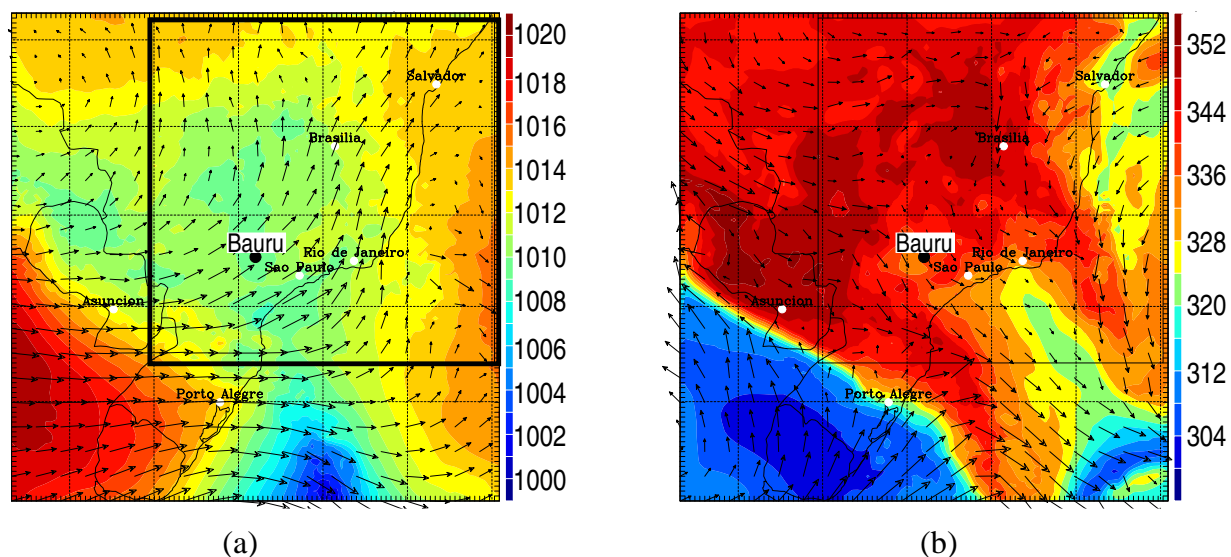 Salvador
Brasilia
Bauru
Rio de Janeiro
Sao Paulo
Asuncion
Porto Alegre
1020
1018
1016
1014
1012
1010
1008
1006
1004
1002
1000
(a)
Salvador
Brasilia
Bauru
Rio de Janeiro
Sao Paulo
Asuncion
Porto Alegre
352
344
336
328
320
312
304
(b)